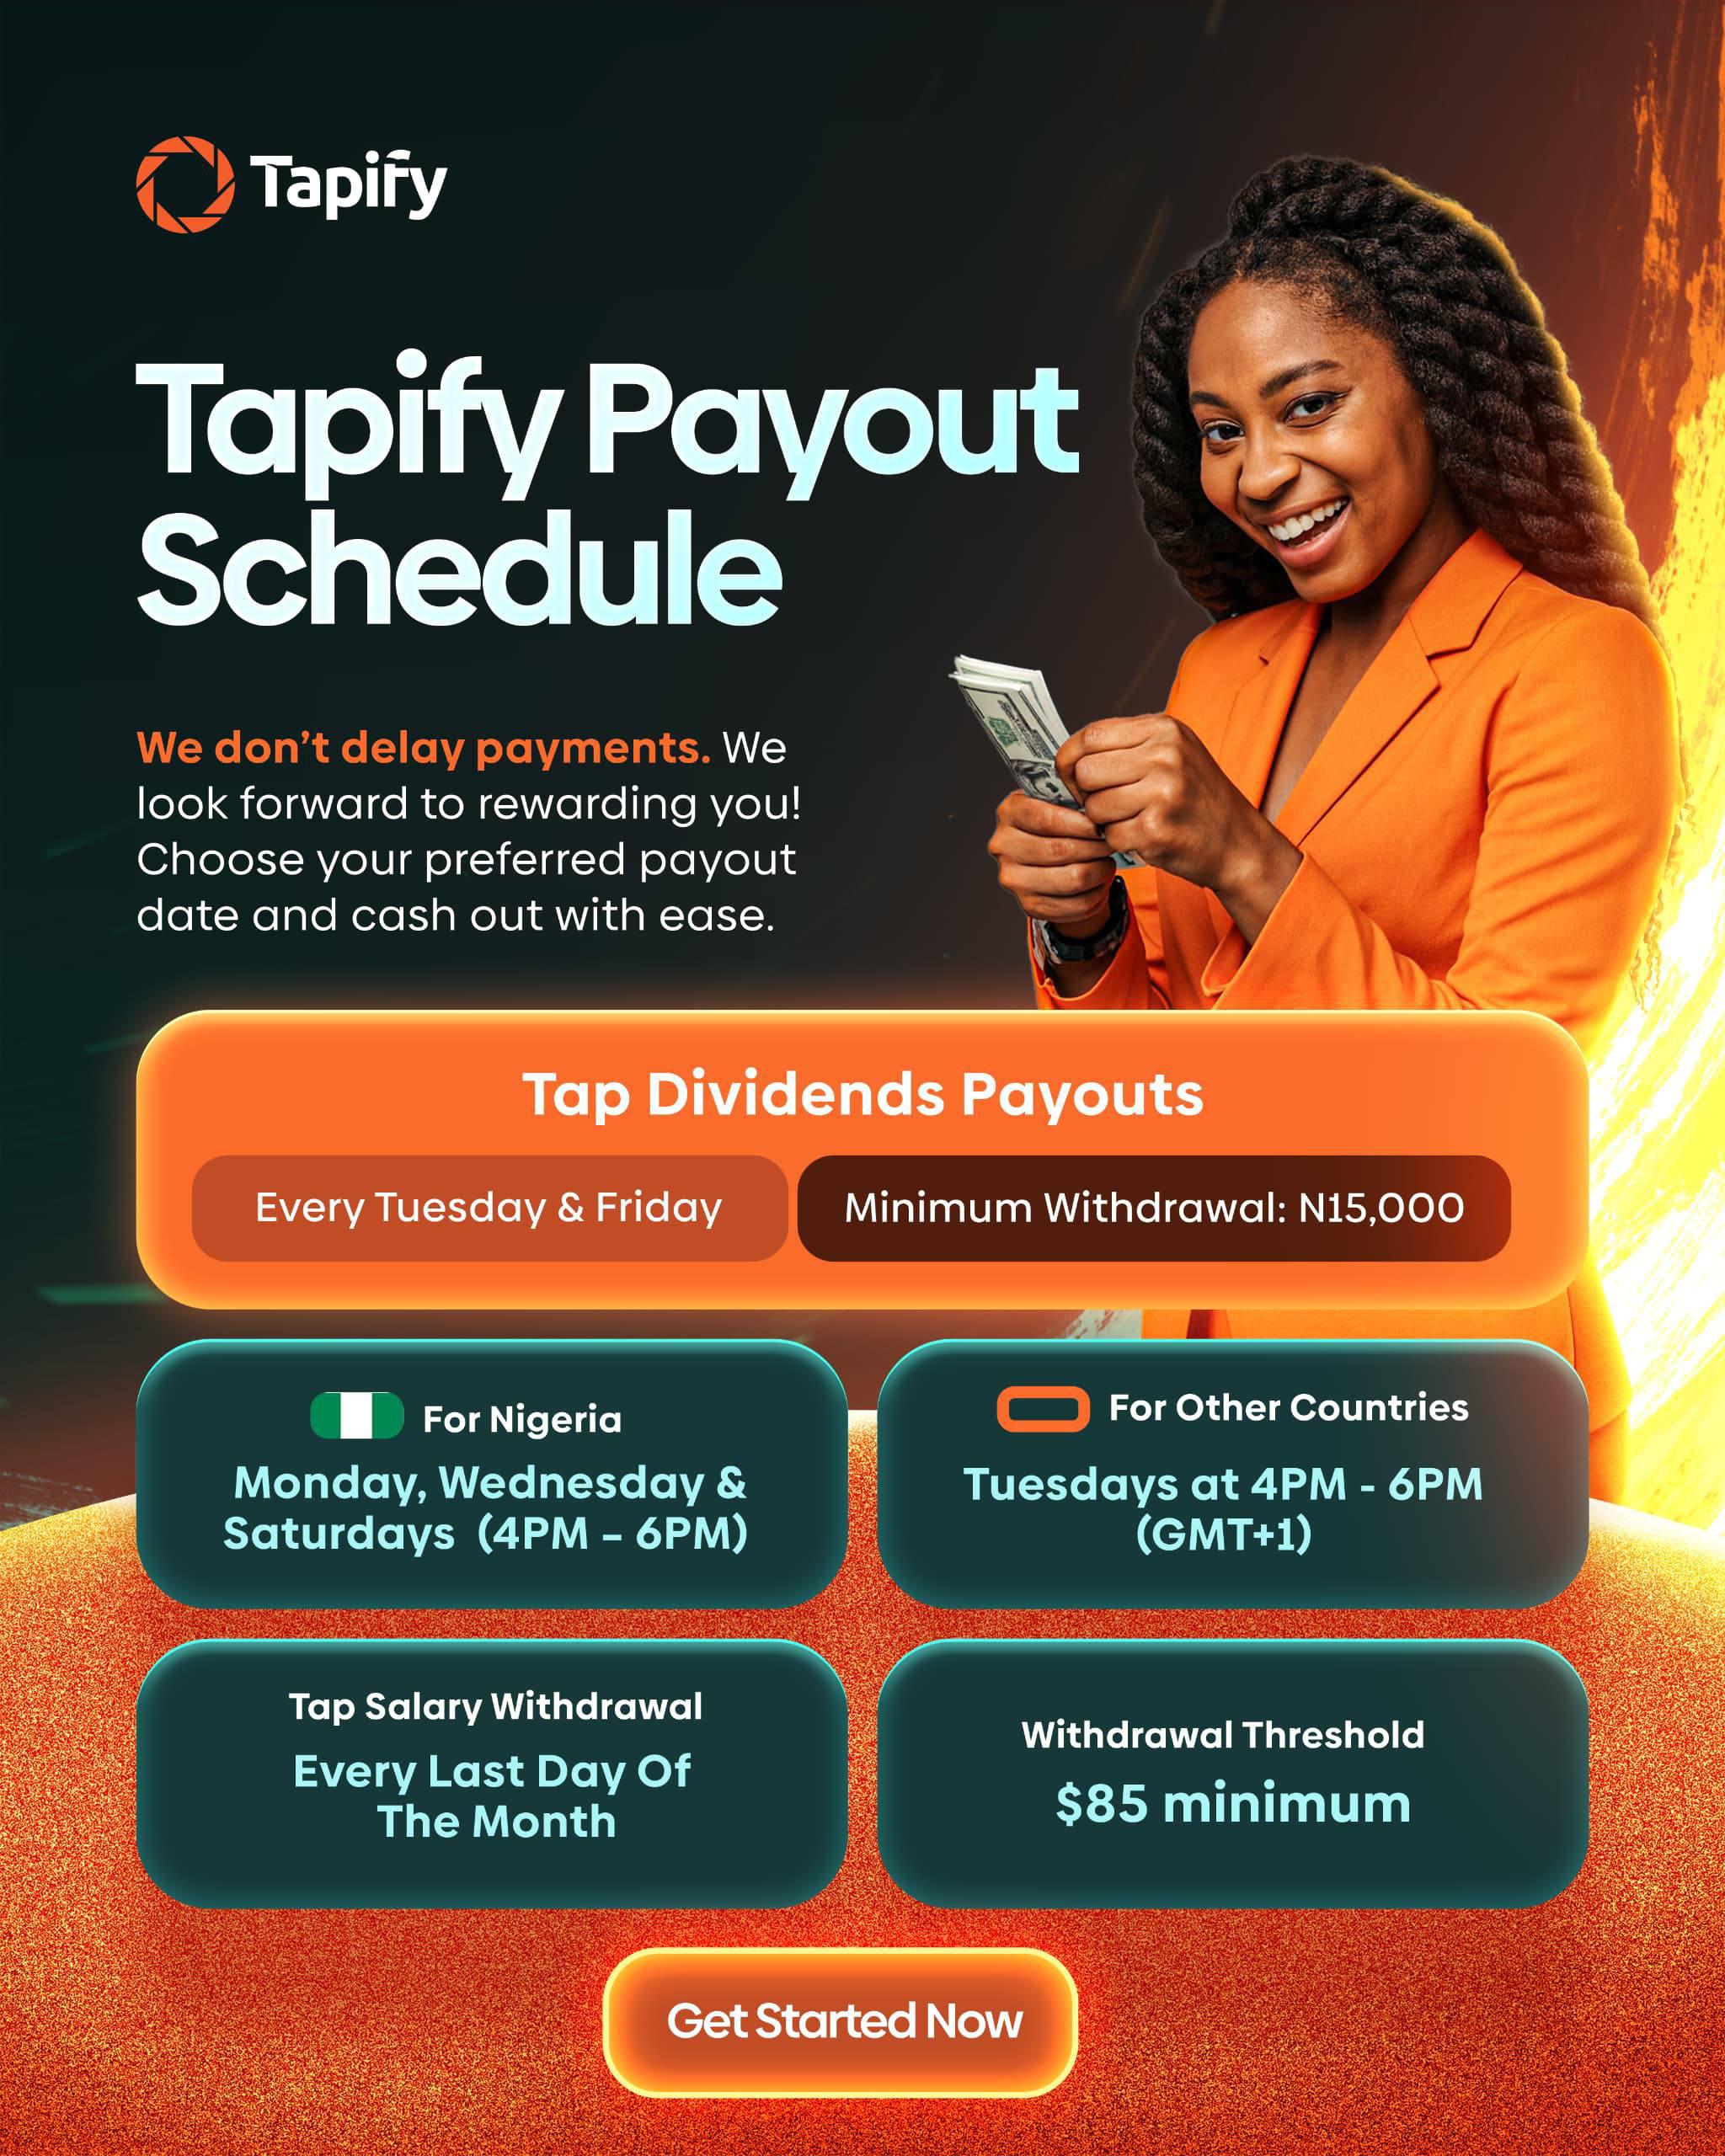 Tapify
Tapify Payout
Schedule
We don't delay payments. We
look forward to rewarding you!
Choose your preferred payout
date and cash out with ease.
Tap Dividends Payouts
Every Tuesday & Friday
Minimum Withdrawal: N15,000
For Nigeria
Monday, Wednesday &
Saturdays (4PM – 6PM)
For Other Countries
Tuesdays at 4PM - 6PM
(GMT+1)
Tap Salary Withdrawal
Every Last Day Of
The Month
Withdrawal Threshold
$85 minimum
Get Started Now